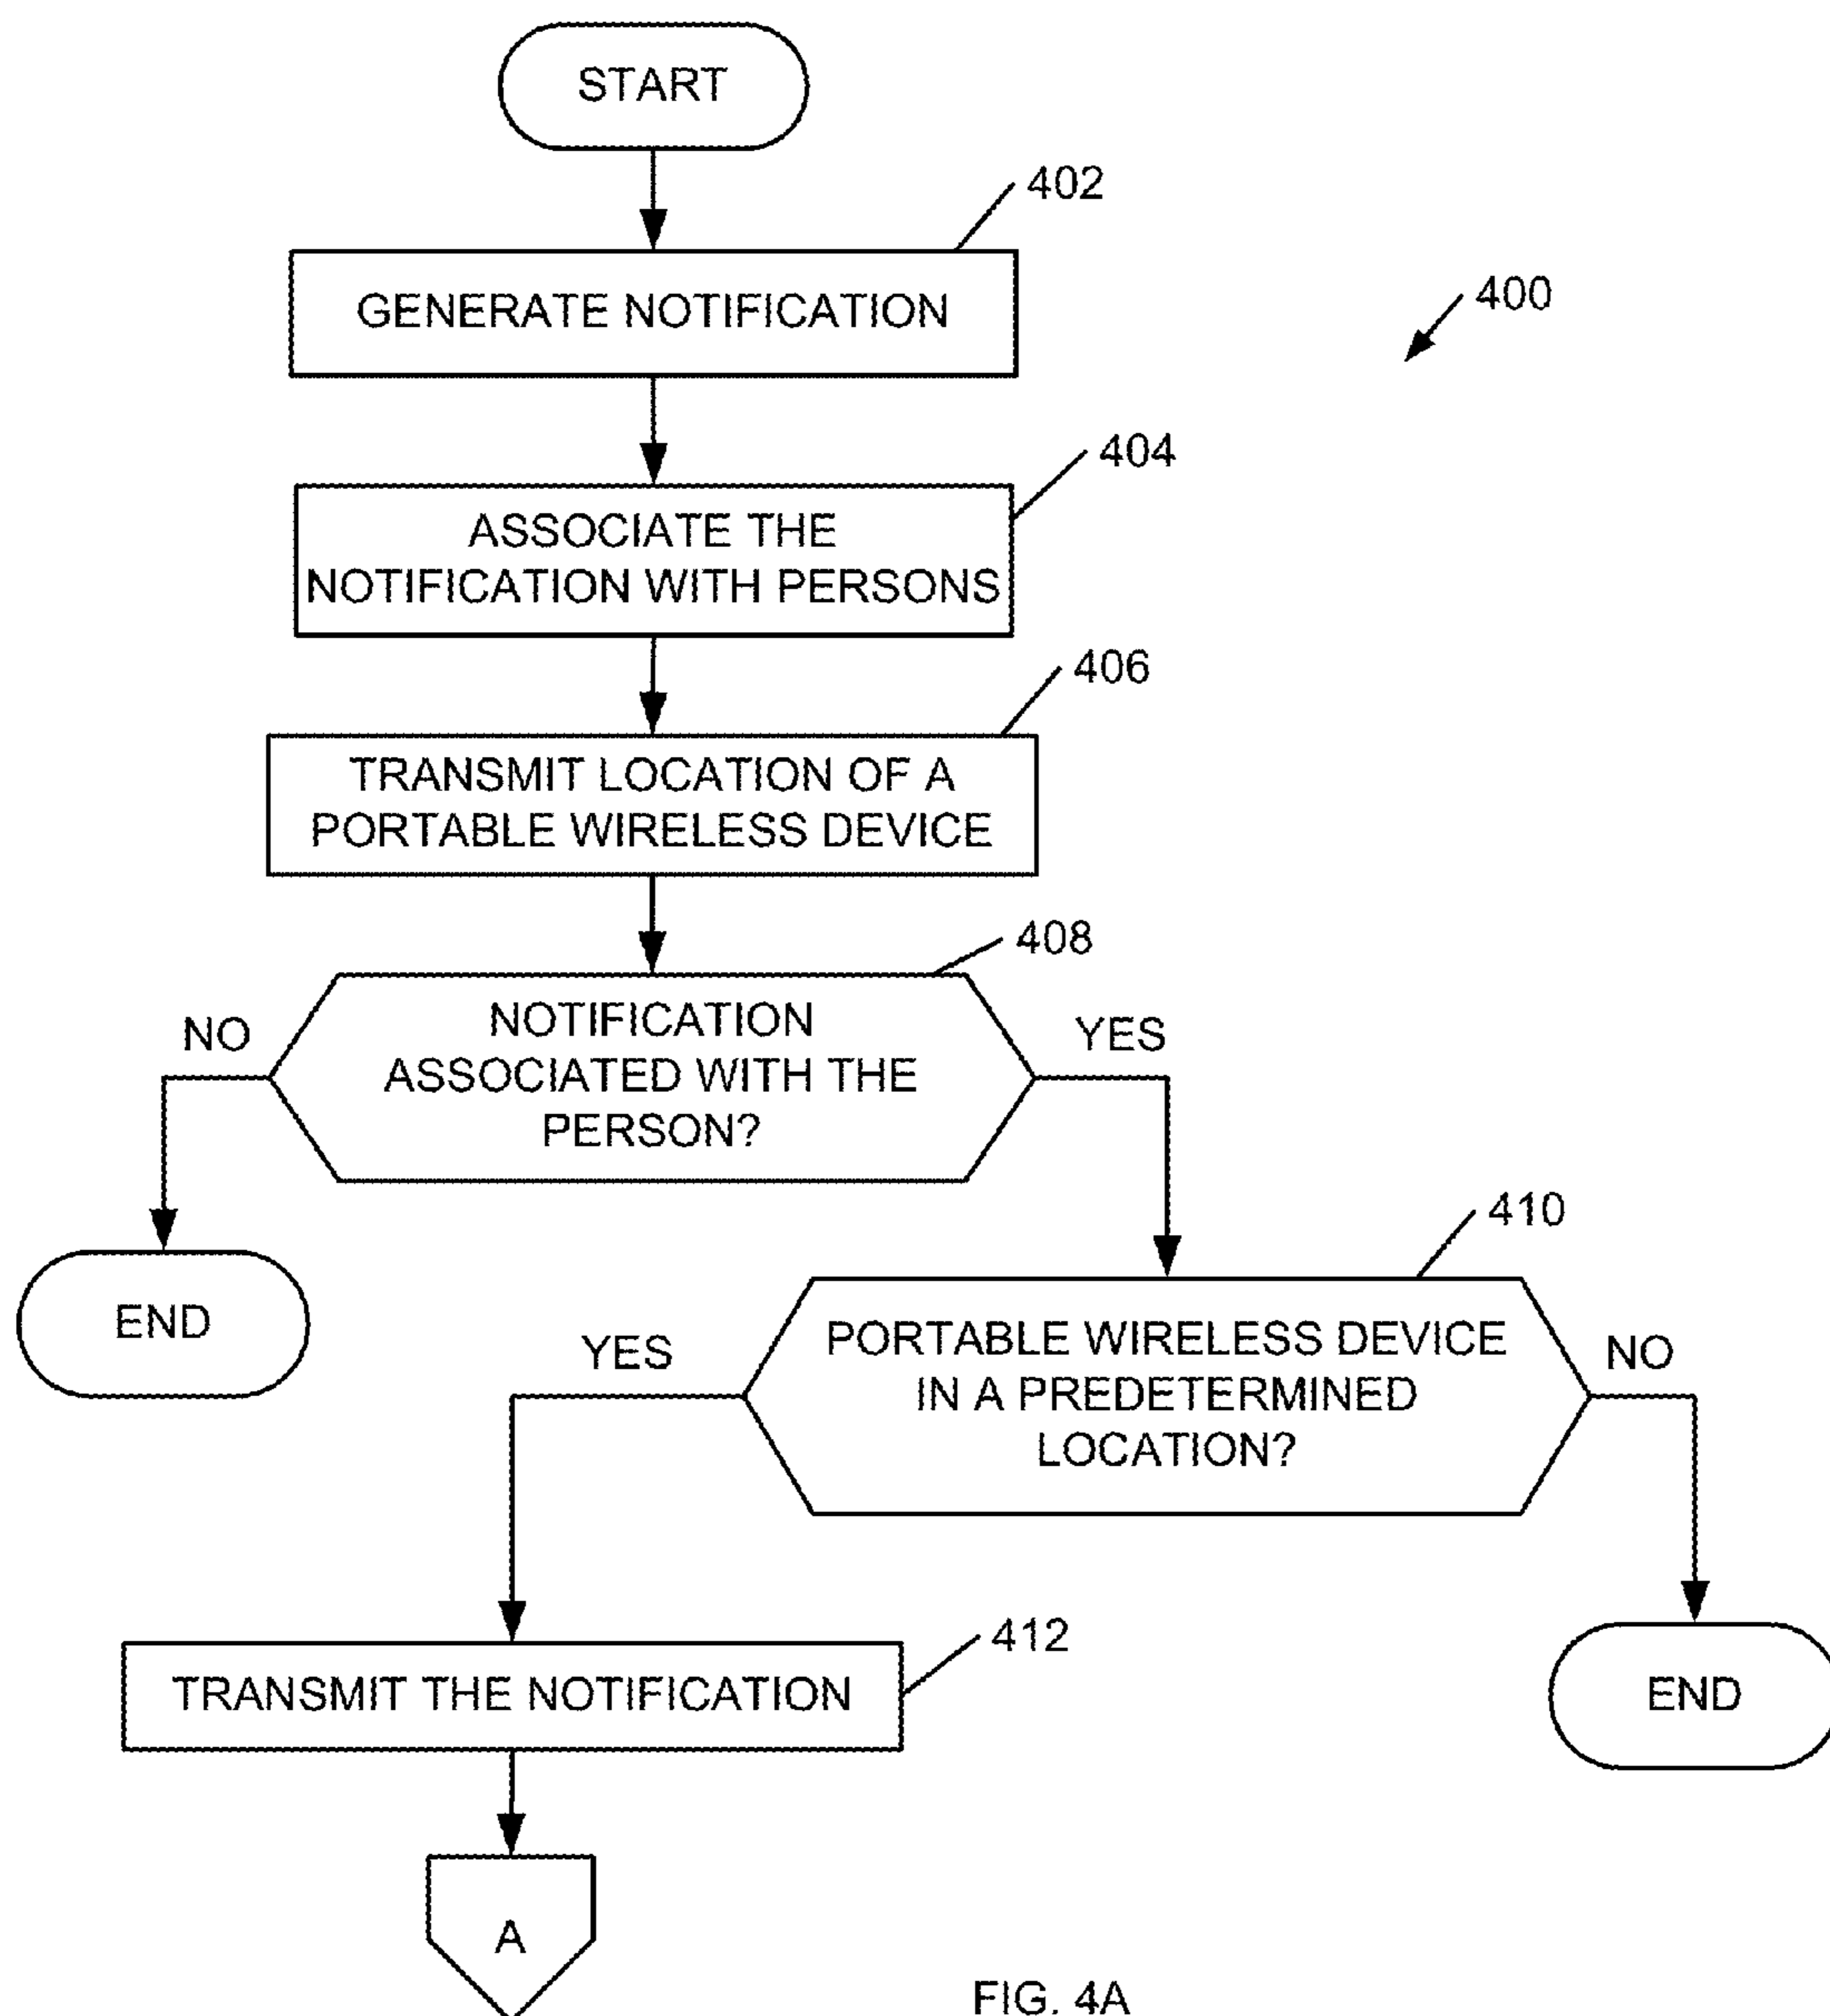 START
402
GENERATE NOTIFICATION
400
404
ASSOCIATE THE
NOTIFICATION WITH PERSONS
406
TRANSMIT LOCATION OF A
PORTABLE WIRELESS DEVICE
408
NO
NOTIFICATION
ASSOCIATED WITH THE
PERSON?
YES
410
END
YES
PORTABLE WIRELESS DEVICE
IN A PREDETERMINED
LOCATION?
NO
412
TRANSMIT THE NOTIFICATION
END
A
FIG. 4A